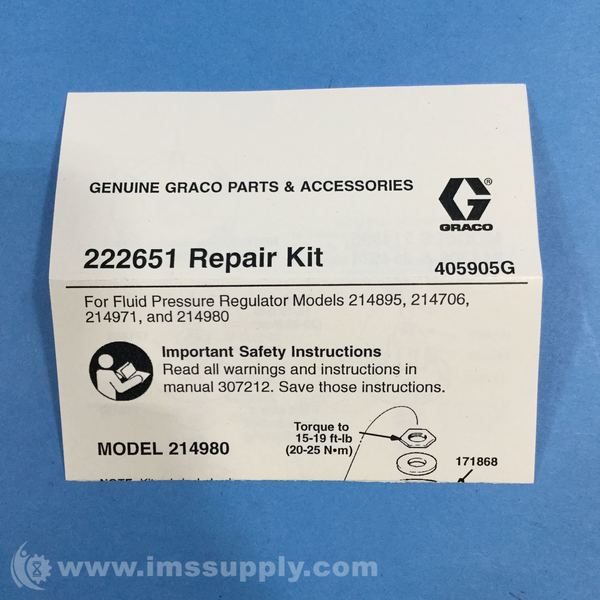 GENUINE GRACO PARTS & ACCESSORIES
®
GRACO
222651 Repair Kit
405905G
For Fluid Pressure Regulator Models 214895, 214706,
214971, and 214980
Important Safety Instructions
Read all warnings and instructions in
manual 307212. Save those instructions.
MODEL 214980
Torque to
15-19 ft-lb
(20-25 N•m)
171868
www.imssupply.com